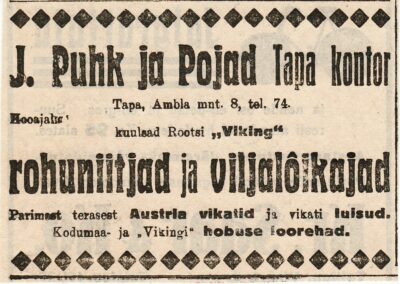 J. Puhk ja Pojad Tapa kontor
Tapa, Ambla mnt. 8, tel. 74.
Hooajaks
kuulsad Rootsi „Viking“
rohuniitjad ja viljalõikajad
Parimast terasest Austria vikatid ja vikati luisud.
Kodumaa- ja „Vikingi“ hobuse loorehad.